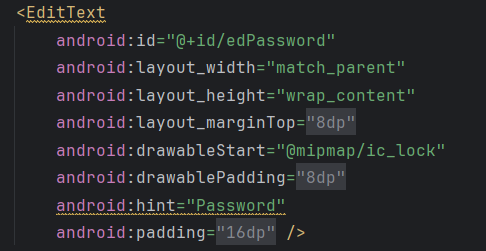 <EditText
android:id="@+id/edPassword"
android:layout_width="match_parent"
android:layout_height="wrap_content"
android:layout_marginTop="8dp"
android:drawableStart="@mipmap/ic_lock"
android:drawablePadding="8dp"
android:hint="Password"
android:padding="16dp" />